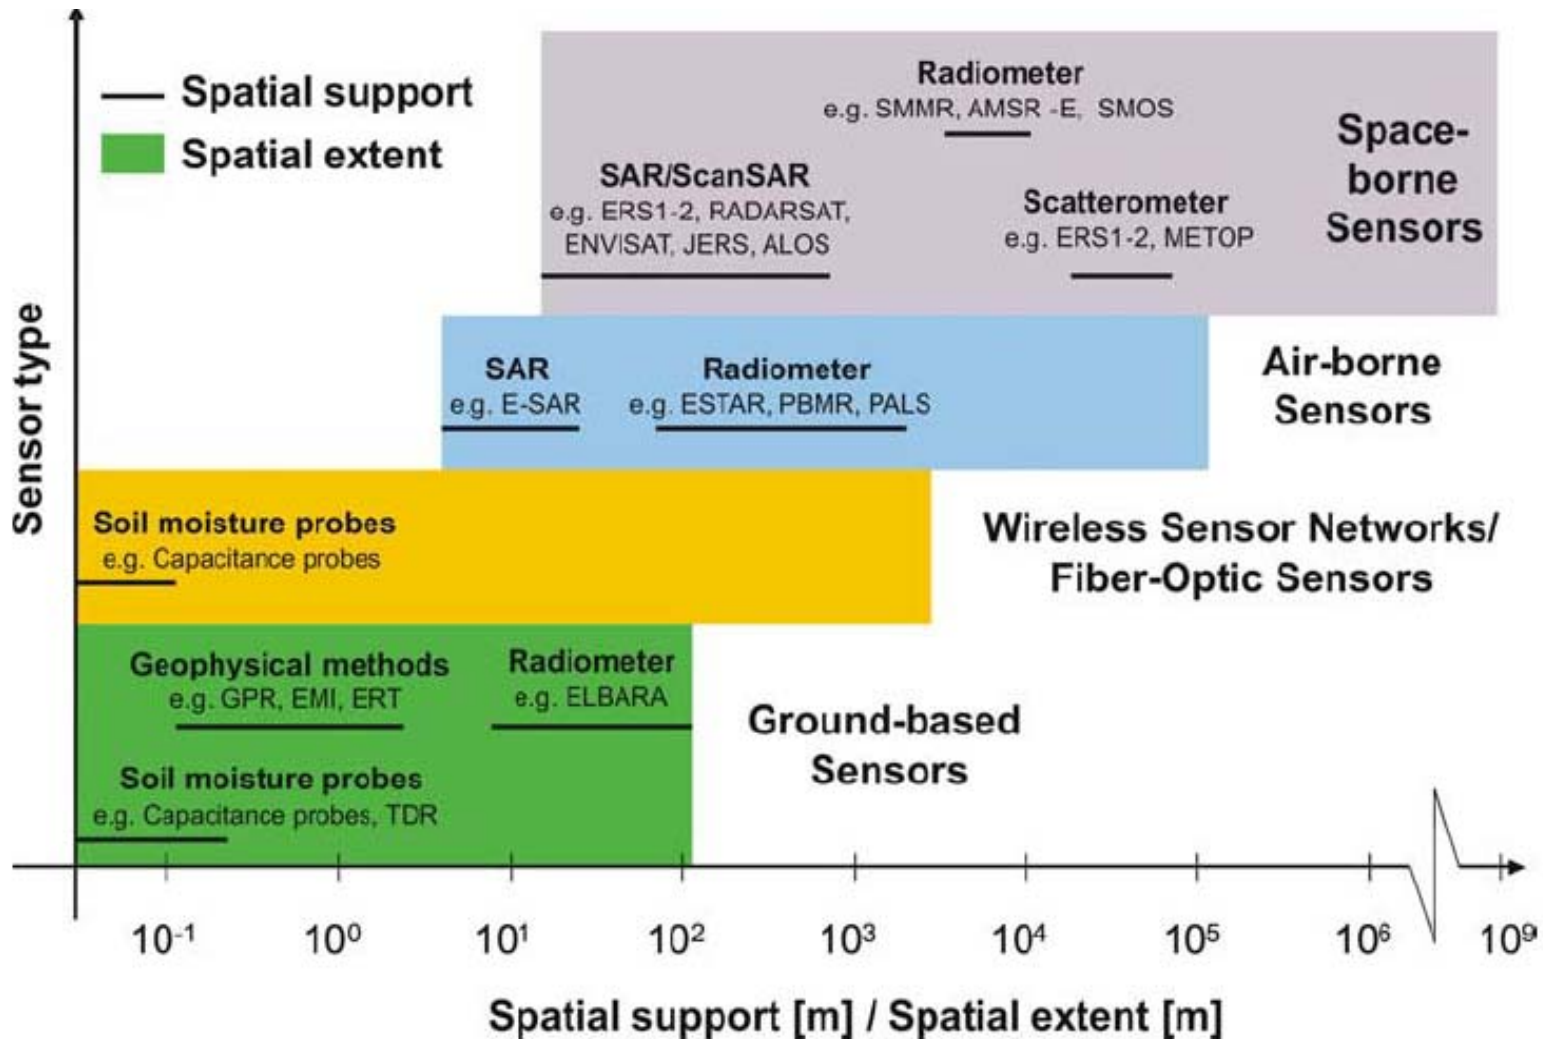 Spatial support
Spatial extent
Radiometer
e.g. SMMR, AMSR -E, SMOS
SAR/ScanSAR
e.g. ERS1-2, RADARSAT,
ENVISAT, JERS, ALOS
Scatterometer
e.g. ERS1-2, METOP
Space-
borne
Sensors
SAR
e.g. E-SAR
Radiometer
e.g. ESTAR, PBMR, PALS
Air-borne
Sensors
Soil moisture probes
e.g. Capacitance probes
Wireless Sensor Networks/
Fiber-Optic Sensors
Geophysical methods
e.g. GPR, EMI, ERT
Radiometer
e.g. ELBARA
Soil moisture probes
e.g. Capacitance probes, TDR
Ground-based
Sensors
Sensor type
10⁻¹ 10⁰ 10¹ 10² 10³ 10⁴ 10⁵ 10⁶ 10⁹
Spatial support [m] / Spatial extent [m]